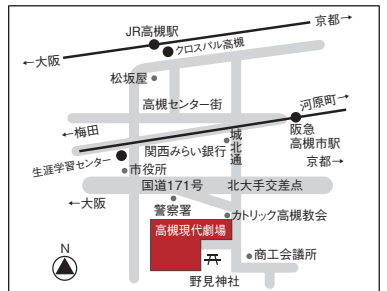 京都→
JR高槻駅
クロスパル高槻
←大阪
松坂屋
高槻センター街
河原町→
←梅田
城北通
阪急
高槻市駅
関西みらい銀行
生涯学習センター
市役所
京都→
国道171号
北大手交差点
←大阪
警察署
カトリック高槻教会
高槻現代劇場
N
商工会議所
野見神社